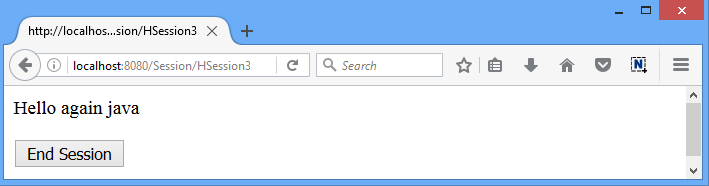 http://localhos...sion/HSession3
localhost:8080/Session/HSession3
Search
N
Hello again java
End Session